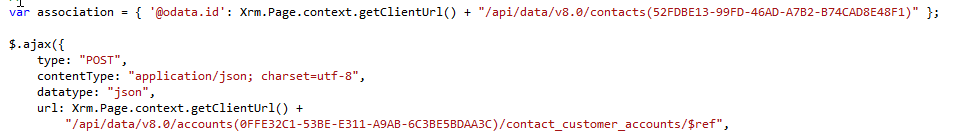 var association = { '@odata.id': Xrm.Page.context.getClientUrl() + "/api/data/v8.0/contacts(52FDBE13-99FD-46AD-A7B2-B74CAD8E48F1)" };
$.ajax({
type: "POST",
contentType: "application/json; charset=utf-8",
datatype: "json",
url: Xrm.Page.context.getClientUrl() +
"/api/data/v8.0/accounts(0FFE32C1-53BE-E311-A9AB-6C3BE5BDAA3C)/contact_customer_accounts/$ref",